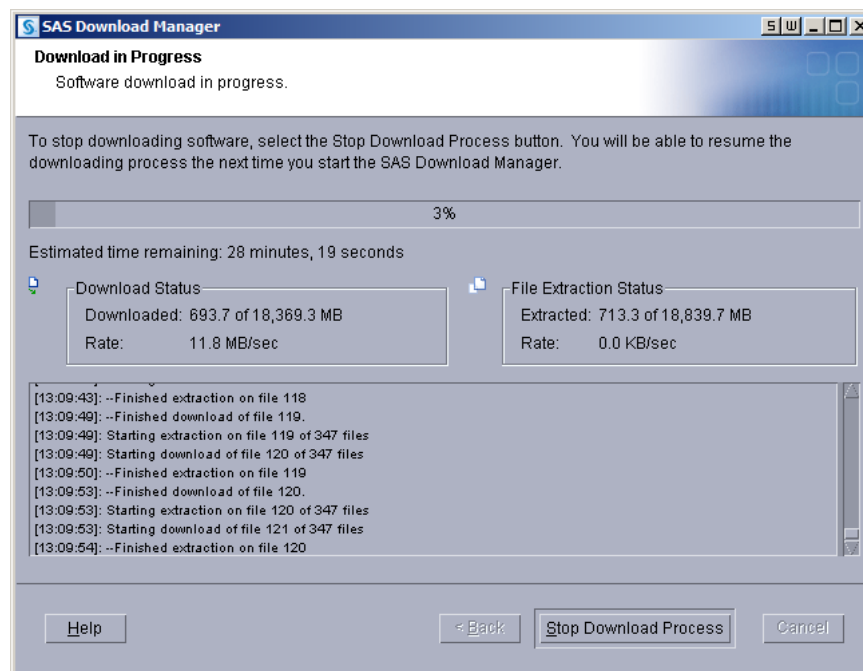 SAS Download Manager
Download in Progress
Software download in progress.
To stop downloading software, select the Stop Download Process button. You will be able to resume the
downloading process the next time you start the SAS Download Manager.
3%
Estimated time remaining: 28 minutes, 19 seconds
Download Status
Downloaded: 693.7 of 18,369.3 MB
Rate: 11.8 MB/sec
File Extraction Status
Extracted: 713.3 of 18,839.7 MB
Rate: 0.0 KB/sec
[13:09:43]: --Finished extraction on file 118
[13:09:49]: --Finished download of file 119.
[13:09:49]: Starting extraction on file 119 of 347 files
[13:09:49]: Starting download of file 120 of 347 files
[13:09:50]: --Finished extraction on file 119
[13:09:53]: --Finished download of file 120.
[13:09:53]: Starting extraction on file 120 of 347 files
[13:09:53]: Starting download of file 121 of 347 files
[13:09:54]: --Finished extraction on file 120
Help
< Back
Stop Download Process
Cancel